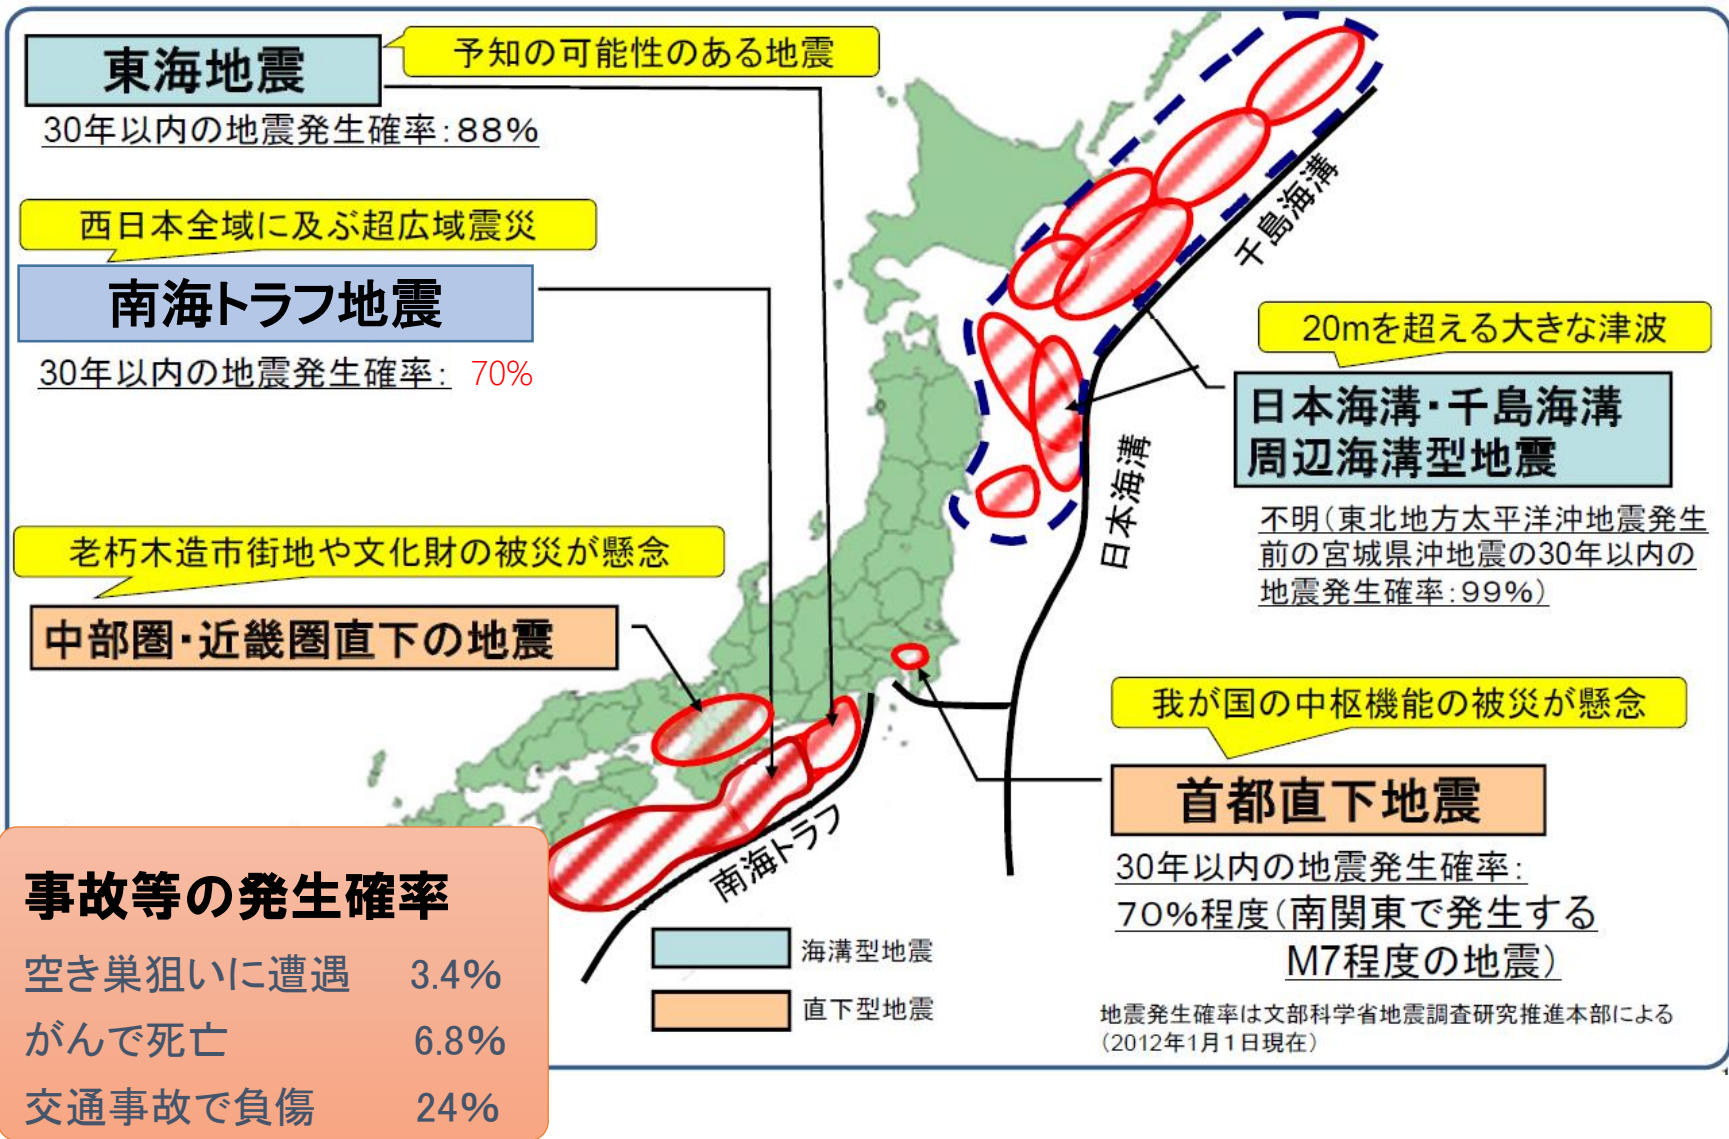 東海地震
予知の可能性のある地震
30年以内の地震発生確率:88%
西日本全域に及ぶ超広域震災
南海トラフ地震
30年以内の地震発生確率: 70%
老朽木造市街地や文化財の被災が懸念
中部圏・近畿圏直下の地震
千島海溝
20mを超える大きな津波
日本海溝・千島海溝
周辺海溝型地震
不明(東北地方太平洋沖地震発生
前の宮城県沖地震の30年以内の
地震発生確率:99%)
日本海溝
我が国の中枢機能の被災が懸念
首都直下地震
30年以内の地震発生確率:
70%程度(南関東で発生する
M7程度の地震)
南海トラフ
海溝型地震
直下型地震
地震発生確率は文部科学省地震調査研究推進本部による
(2012年1月1日現在)
事故等の発生確率
空き巣狙いに遭遇 3.4%
がんで死亡 6.8%
交通事故で負傷 24%